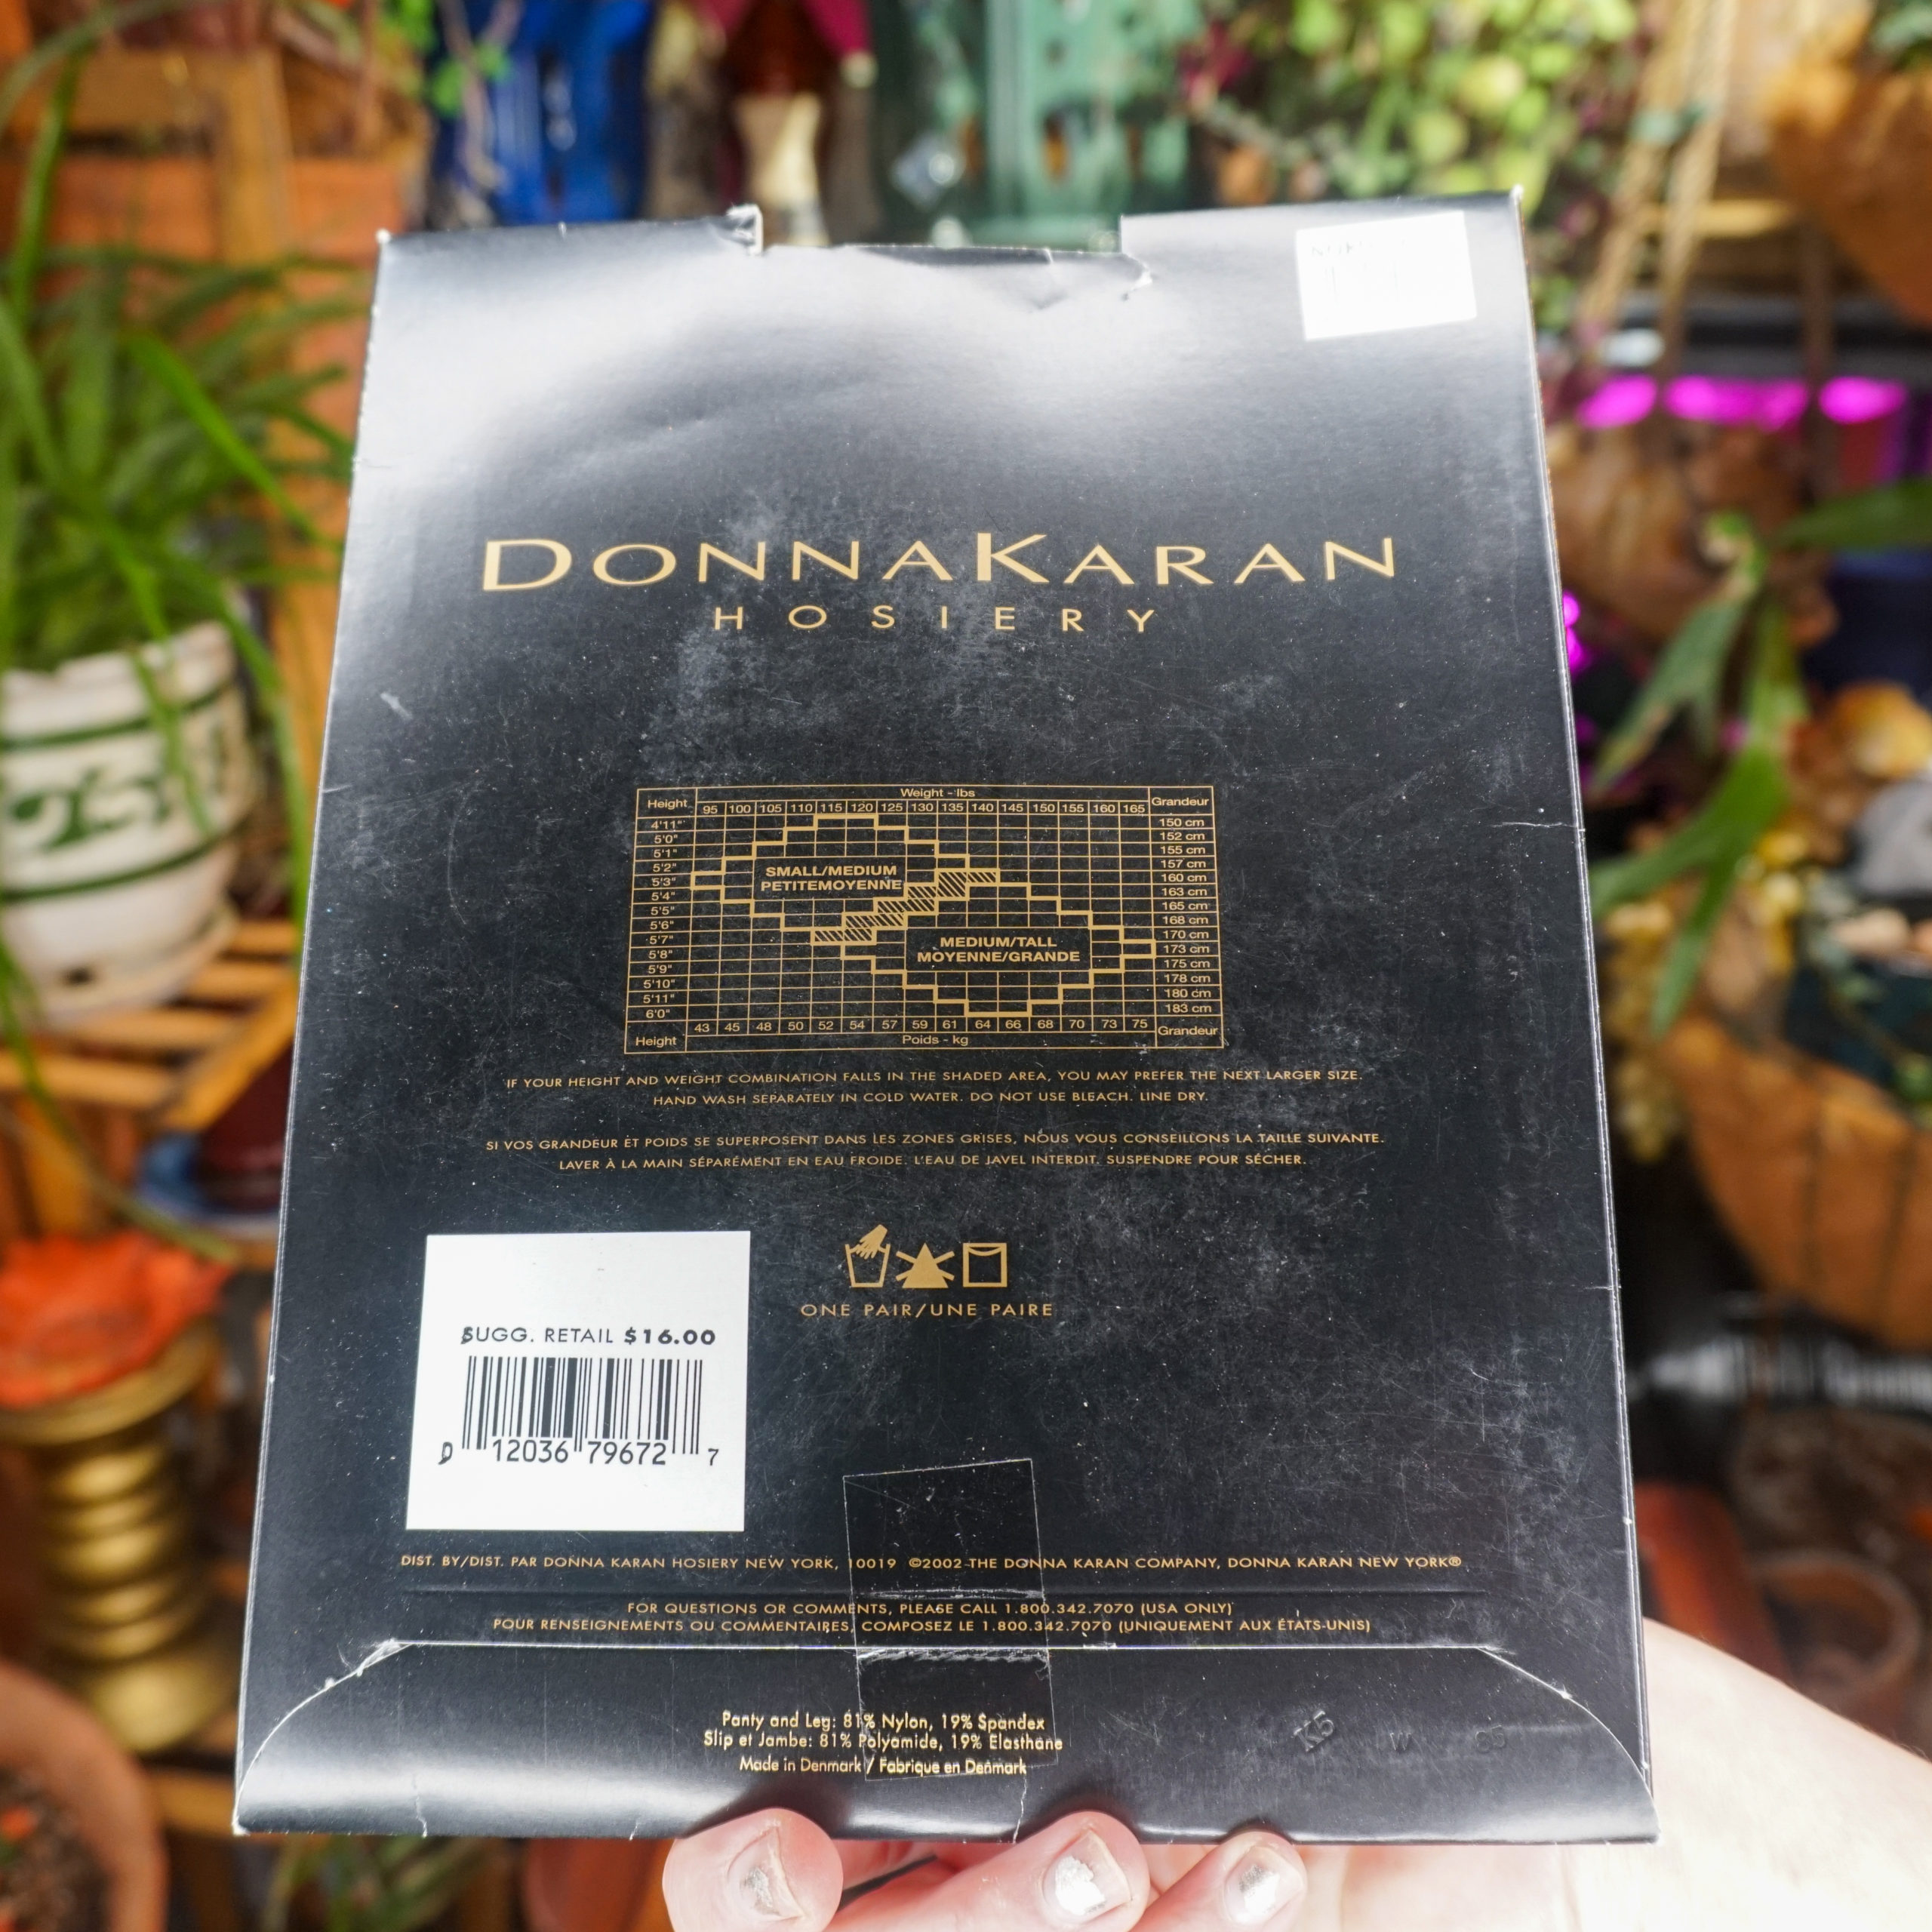 DONNAKARAN
HOSIERY
Weight - lbs
Height 95 100 105 110 115 120 125 130 135 140 145 150 155 160 165 Grandeur
4'11" 150 cm
5'0" 152 cm
5'1" 155 cm
5'2" 157 cm
5'3" 160 cm
5'4" 163 cm
5'5" 165 cm
5'6" 168 cm
5'7" 170 cm
5'8" 173 cm
5'9" 175 cm
5'10" 178 cm
5'11" 180 cm
6'0" 183 cm
SMALL/MEDIUM
PETITEMOYENNE
MEDIUM/TALL
MOYENNE/GRANDE
43 45 48 50 52 54 57 59 61 64 66 68 70 73 75
Height Poids - kg Grandeur
IF YOUR HEIGHT AND WEIGHT COMBINATION FALLS IN THE SHADED AREA, YOU MAY PREFER THE NEXT LARGER SIZE.
HAND WASH SEPARATELY IN COLD WATER. DO NOT USE BLEACH. LINE DRY.
SI VOS GRANDEUR ET POIDS SE SUPERPOSENT DANS LES ZONES GRISES, NOUS VOUS CONSEILLONS LA TAILLE SUIVANTE.
LAVER À LA MAIN SÉPARÉMENT EN EAU FROIDE. L'EAU DE JAVEL INTERDIT. SUSPENDRE POUR SÉCHER.
ONE PAIR/UNE PAIRE
SUGG. RETAIL $16.00
0 12036 79672 7
DIST. BY/DIST. PAR DONNA KARAN HOSIERY NEW YORK, 10019 ©2002 THE DONNA KARAN COMPANY, DONNA KARAN NEW YORK®
FOR QUESTIONS OR COMMENTS, PLEASE CALL 1.800.342.7070 (USA ONLY)
POUR RENSEIGNEMENTS OU COMMENTAIRES, COMPOSEZ LE 1.800.342.7070 (UNIQUEMENT AUX ÉTATS-UNIS)
Panty and Leg: 81% Nylon, 19% Spandex
Slip et Jambe: 81% Polyamide, 19% Elasthane
Made in Denmark / Fabriqué en Denmark
K5 W